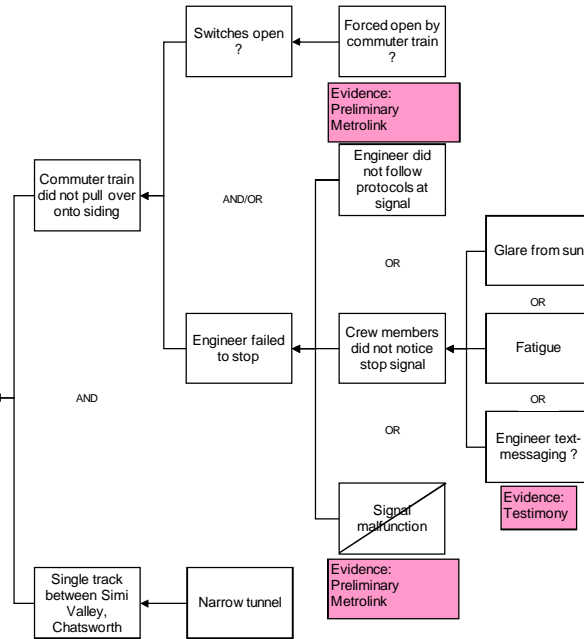 Switches open
?
Forced open by
commuter train
?
Evidence:
Preliminary
Metrolink
Engineer did
not follow
protocols at
signal
Commuter train
did not pull over
onto siding
AND/OR
OR
Glare from sun
OR
Engineer failed
to stop
Crew members
did not notice
stop signal
Fatigue
AND
OR
OR
Engineer text-
messaging ?
Evidence:
Testimony
Signal
malfunction
Evidence:
Preliminary
Metrolink
Single track
between Simi
Valley,
Chatsworth
Narrow tunnel